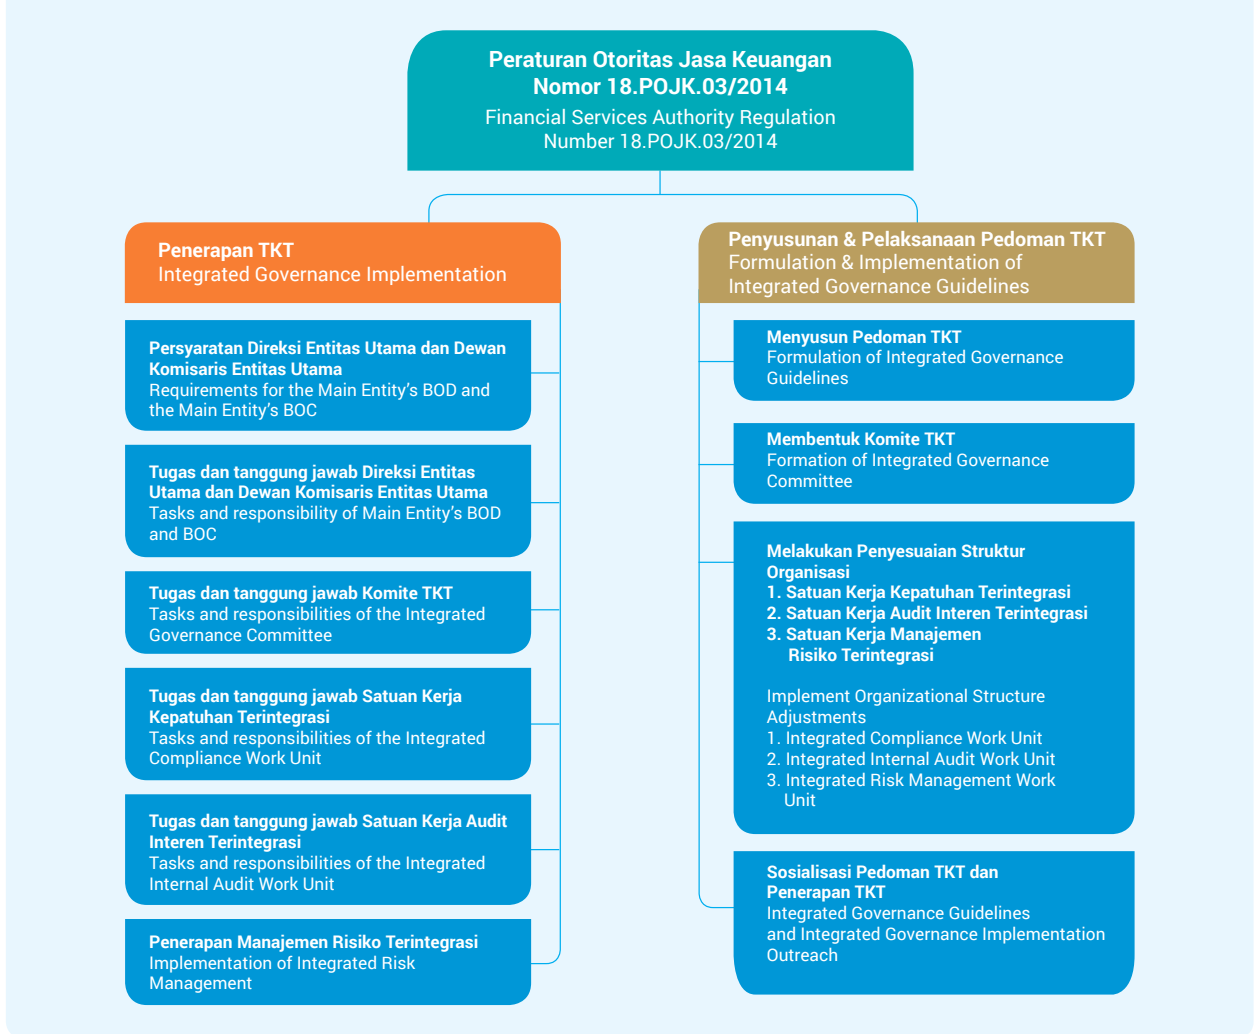 Peraturan Otoritas Jasa Keuangan
Nomor 18.POJK.03/2014
Financial Services Authority Regulation
Number 18.POJK.03/2014
Penerapan TKT
Integrated Governance Implementation
Persyaratan Direksi Entitas Utama dan Dewan
Komisaris Entitas Utama
Requirements for the Main Entity’s BOD and
the Main Entity’s BOC
Tugas dan tanggung jawab Direksi Entitas
Utama dan Dewan Komisaris Entitas Utama
Tasks and responsibility of Main Entity’s BOD
and BOC
Tugas dan tanggung jawab Komite TKT
Tasks and responsibilities of the Integrated
Governance Committee
Tugas dan tanggung jawab Satuan Kerja
Kepatuhan Terintegrasi
Tasks and responsibilities of the Integrated
Compliance Work Unit
Tugas dan tanggung jawab Satuan Kerja Audit
Interen Terintegrasi
Tasks and responsibilities of the Integrated
Internal Audit Work Unit
Penerapan Manajemen Risiko Terintegrasi
Implementation of Integrated Risk
Management
Penyusunan & Pelaksanaan Pedoman TKT
Formulation & Implementation of
Integrated Governance Guidelines
Menyusun Pedoman TKT
Formulation of Integrated Governance
Guidelines
Membentuk Komite TKT
Formation of Integrated Governance
Committee
Melakukan Penyesuaian Struktur
Organisasi
1. Satuan Kerja Kepatuhan Terintegrasi
2. Satuan Kerja Audit Interen Terintegrasi
3. Satuan Kerja Manajemen
Risiko Terintegrasi
Implement Organizational Structure
Adjustments
1. Integrated Compliance Work Unit
2. Integrated Internal Audit Work Unit
3. Integrated Risk Management Work
Unit
Sosialisasi Pedoman TKT dan
Penerapan TKT
Integrated Governance Guidelines
and Integrated Governance Implementation
Outreach